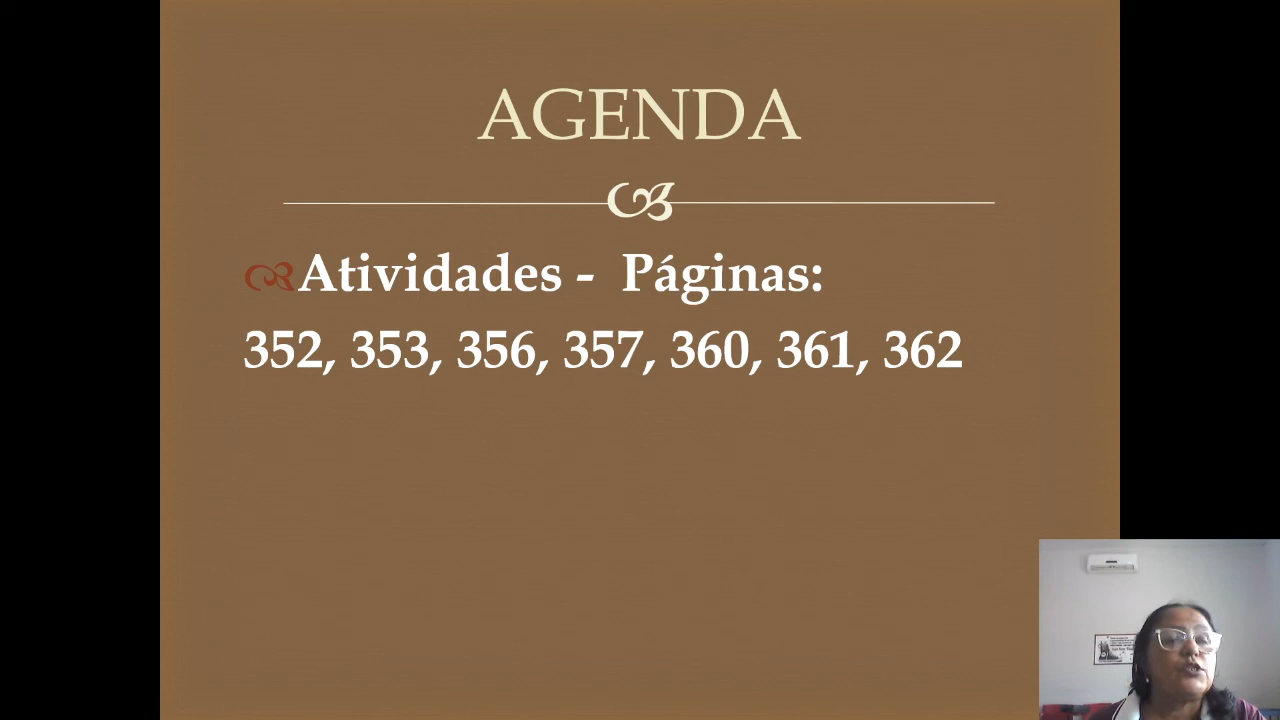 AGENDA
Atividades - Páginas:
352, 353, 356, 357, 360, 361, 362